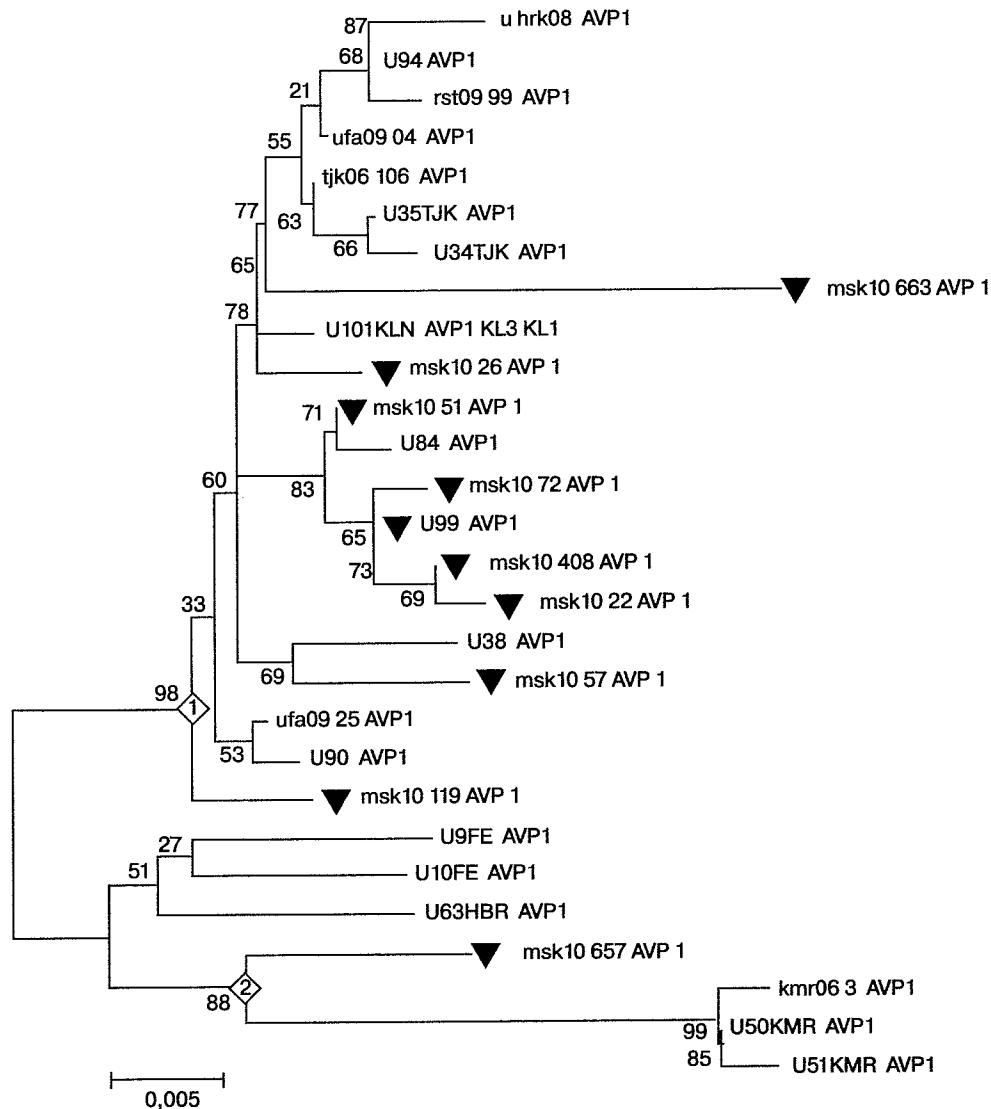 87
u hrk08 AVP1
68
U94 AVP1
21
rst09 99 AVP1
55
ufa09 04 AVP1
tjk06 106 AVP1
77
63
U35TJK AVP1
66
U34TJK AVP1
65
msk10 663 AVP 1
78
U101KLN AVP1 KL3 KL1
msk10 26 AVP 1
71
msk10 51 AVP 1
U84 AVP1
60
83
msk10 72 AVP 1
65
U99 AVP1
73
msk10 408 AVP 1
69
msk10 22 AVP 1
33
U38 AVP1
69
msk10 57 AVP 1
98
1
ufa09 25 AVP1
53
U90 AVP1
msk10 119 AVP 1
27
U9FE AVP1
51
U10FE AVP1
U63HBR AVP1
msk10 657 AVP 1
88
2
kmr06 3 AVP1
99
U50KMR AVP1
85
U51KMR AVP1
0,005